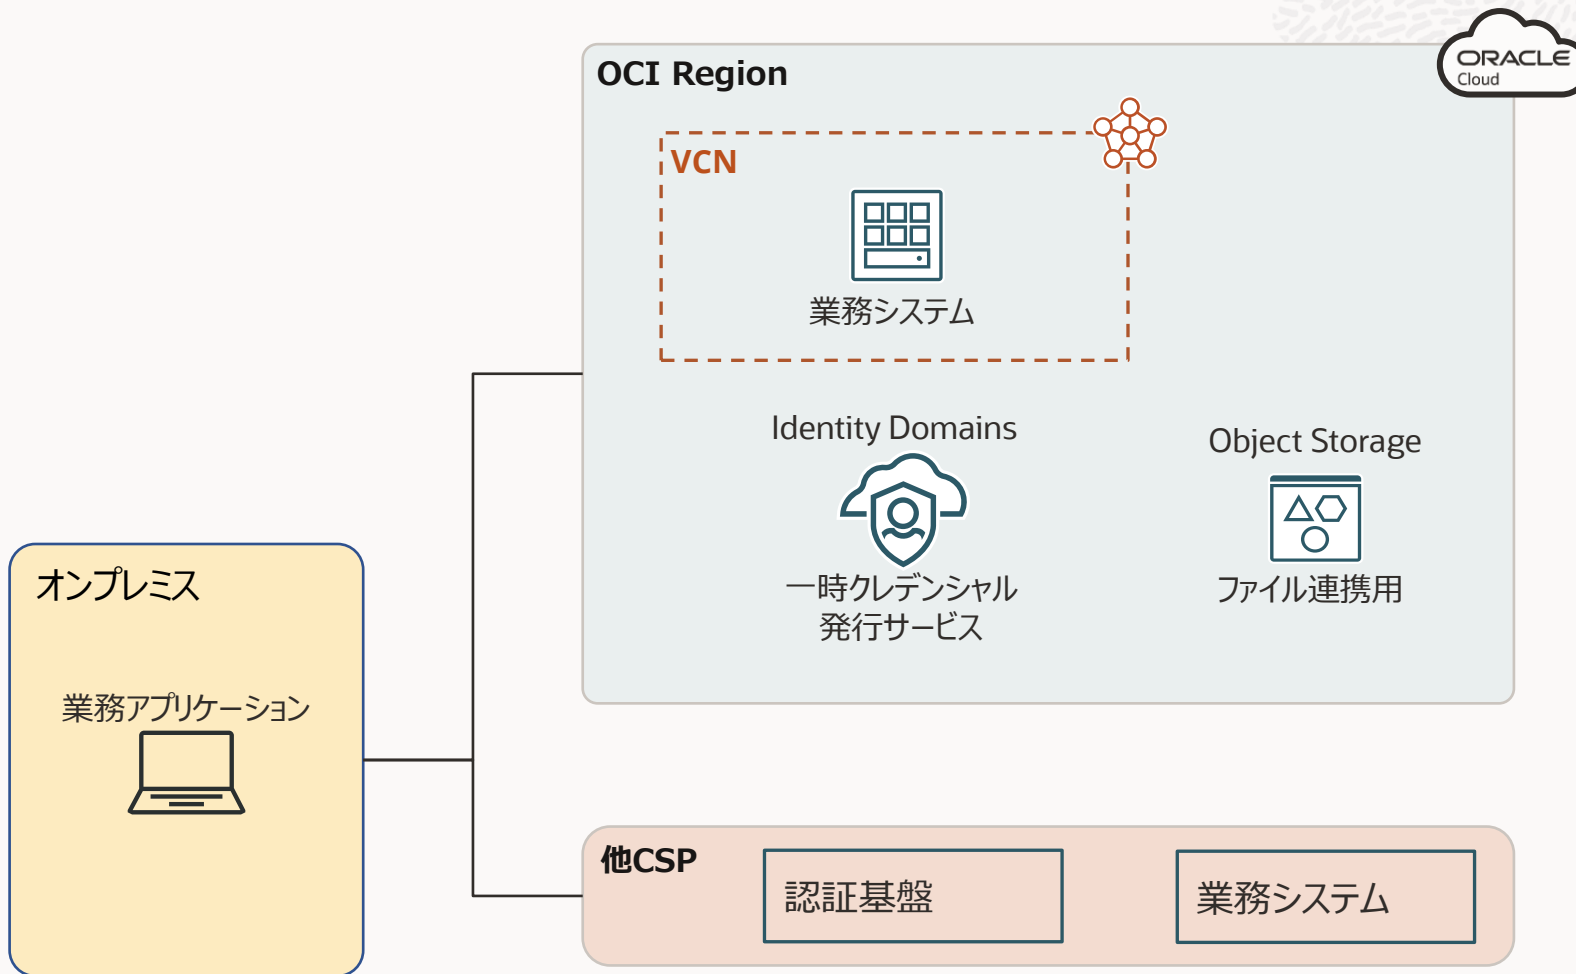 ORACLE
Cloud
OCI Region
VCN
業務システム
Identity Domains
一時クレデンシャル
発行サービス
Object Storage
ファイル連携用
オンプレミス
業務アプリケーション
他CSP
認証基盤
業務システム